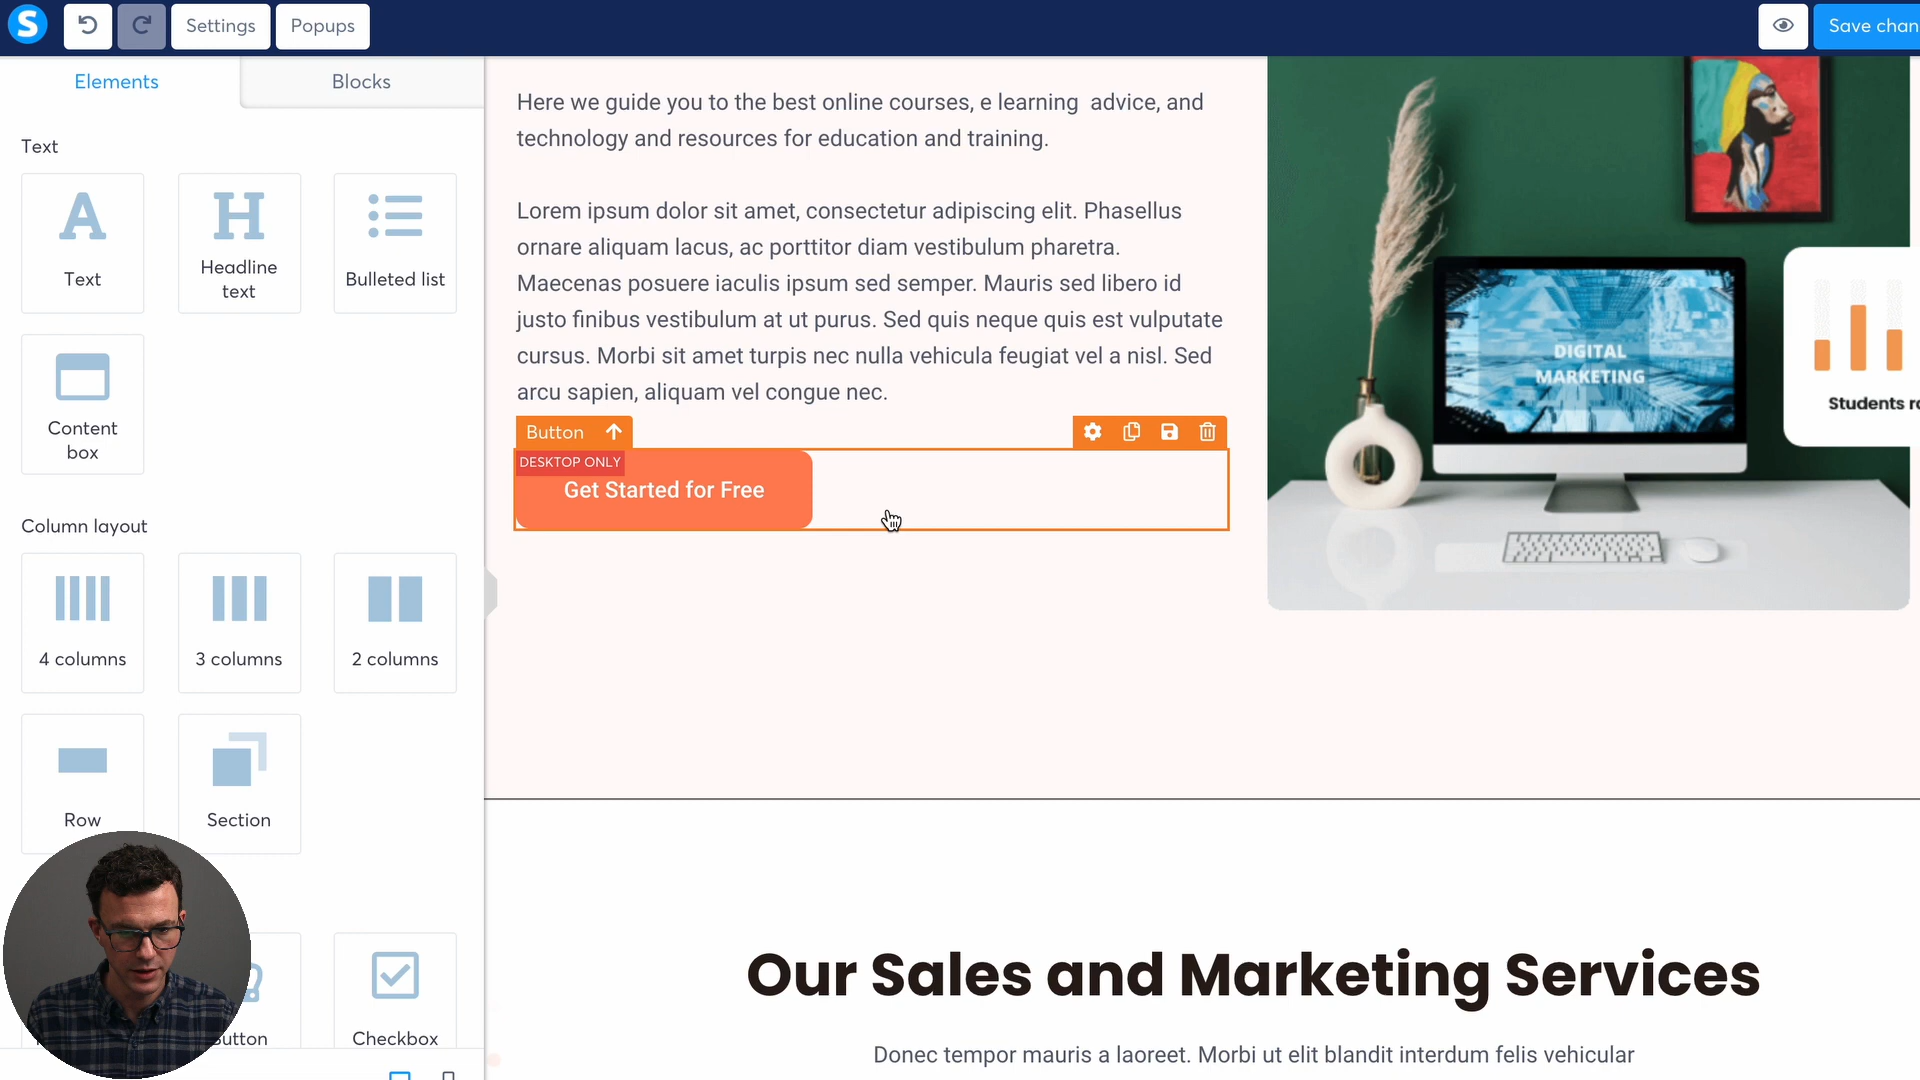 S
Settings
Popups
Save chan
Elements
Blocks
Text
Text
Headline
text
Bulleted list
Content
box
Column layout
4 columns
3 columns
2 columns
Row
Section
Button
Checkbox
Here we guide you to the best online courses, e learning  advice, and
technology and resources for education and training.
Lorem ipsum dolor sit amet, consectetur adipiscing elit. Phasellus
ornare aliquam lacus, ac porttitor diam vestibulum pharetra.
Maecenas posuere iaculis ipsum sed semper. Mauris sed libero id
justo finibus vestibulum at ut purus. Sed quis neque quis est vulputate
cursus. Morbi sit amet turpis nec nulla vehicula feugiat vel a nisl. Sed
arcu sapien, aliquam vel congue nec.
Button
DESKTOP ONLY
Get Started for Free
DIGITAL
MARKETING
Students
Our Sales and Marketing Services
Donec tempor mauris a laoreet. Morbi ut elit blandit interdum felis vehicular